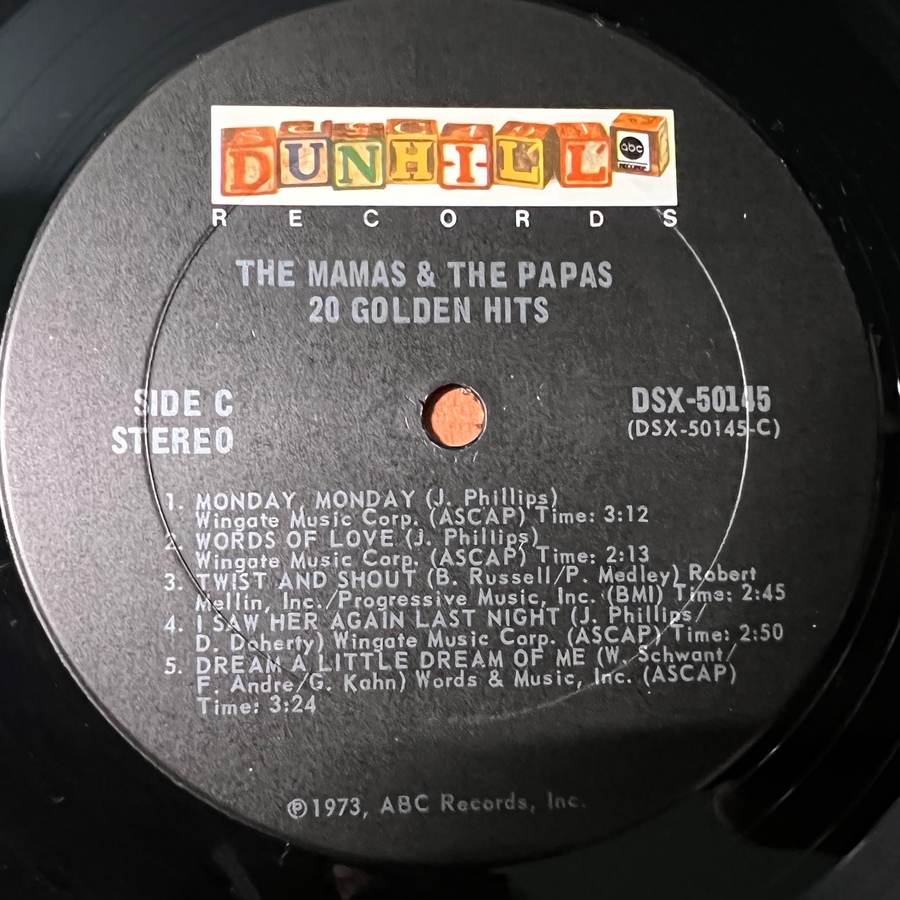 DUNHILL
abc
RECORDS
RECORDS
THE MAMAS & THE PAPAS
20 GOLDEN HITS
SIDE C
STEREO
DSX-50145
(DSX-50145-C)
1. MONDAY, MONDAY (J. Phillips)
Wingate Music Corp. (ASCAP) Time: 3:12
2. WORDS OF LOVE (J. Phillips)
Wingate Music Corp. (ASCAP) Time: 2:13
3. TWIST AND SHOUT (B. Russell/P. Medley) Robert
Mellin, Inc./Progressive Music, Inc. (BMI) Time: 2:45
4. I SAW HER AGAIN LAST NIGHT (J. Phillips
D. Doherty) Wingate Music Corp. (ASCAP) Time: 2:50
5. DREAM A LITTLE DREAM OF ME (W. Schwant/
F. Andre/G. Kahn) Words & Music, Inc. (ASCAP)
Time: 3:24
℗1973, ABC Records, Inc.